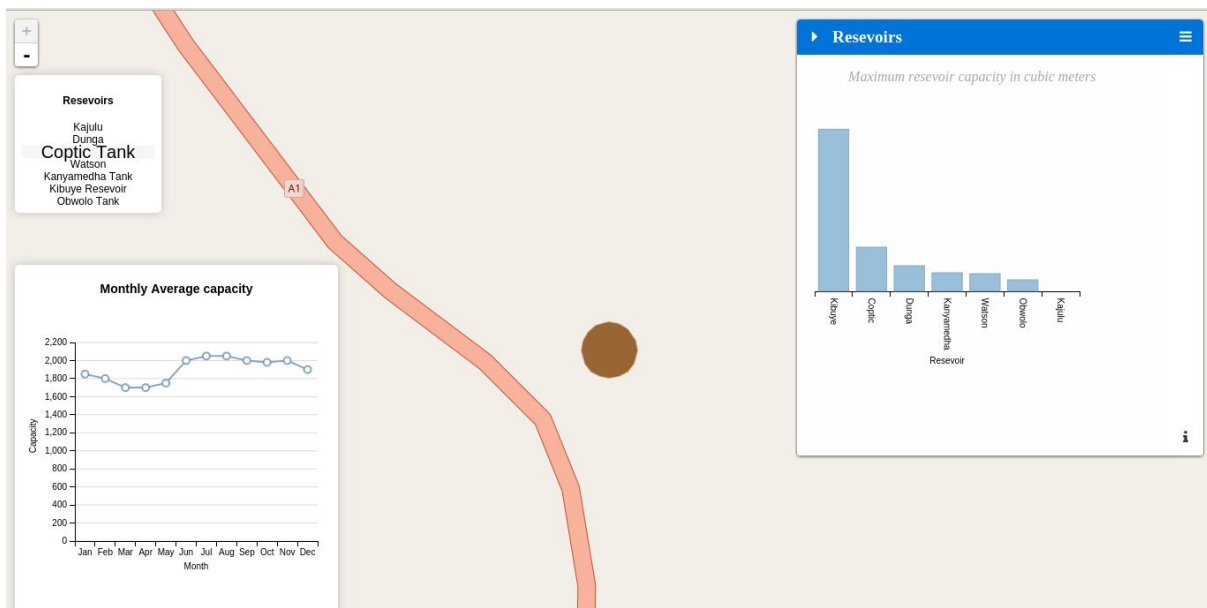 +
-
Resevoirs
Kajulu
Dunga
Coptic Tank
Watson
Kanyamedha Tank
Kibuye Resevoir
Obwolo Tank
A1
Monthly Average capacity
2,200
2,000
1,800
1,600
1,400
1,200
1,000
800
600
400
200
0
Capacity
Jan Feb Mar Apr May Jun Jul Aug Sep Oct Nov Dec
Month
Resevoirs
Maximum resevoir capacity in cubic meters
Kibuye
Coptic
Dunga
Kanyamedha
Watson
Obwolo
Kajulu
Resevoir
i